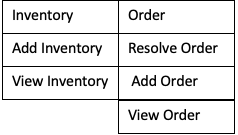 Inventory Order
Add Inventory Resolve Order
View Inventory Add Order
View Order